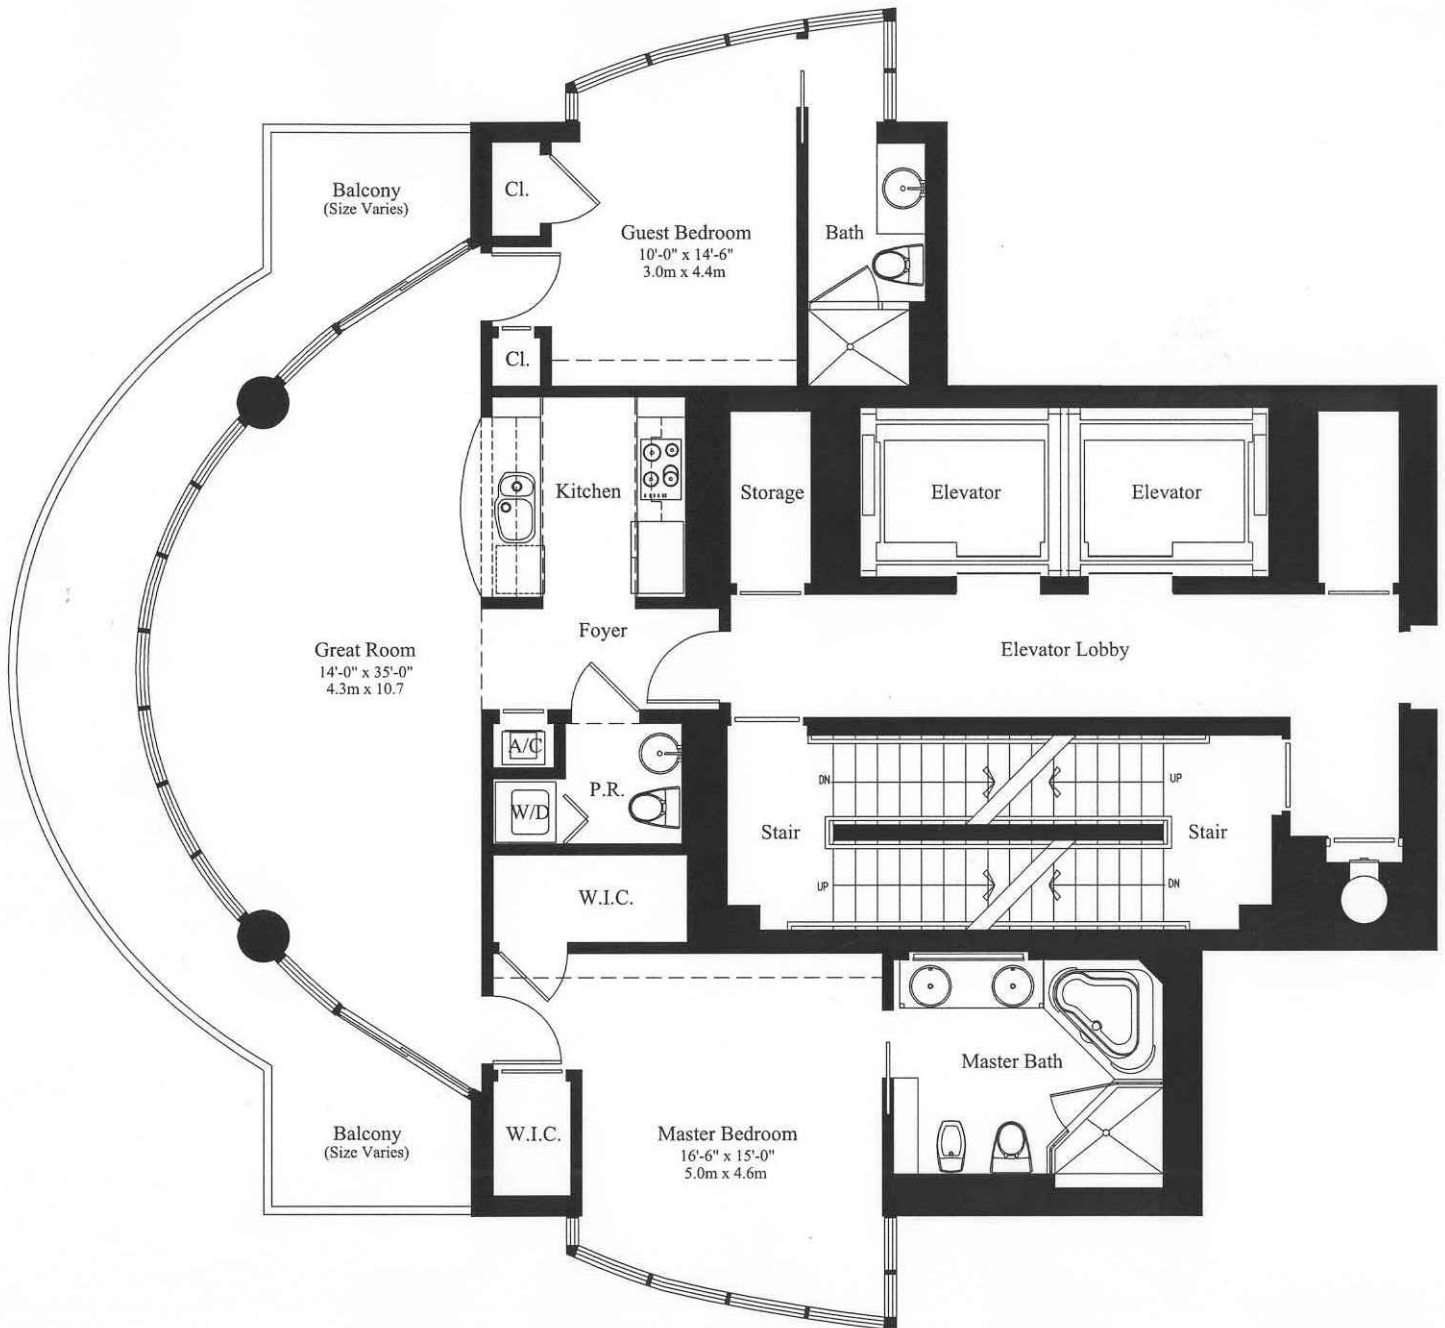 Balcony
(Size Varies)
Cl.
Guest Bedroom
10'-0" x 14'-6"
3.0m x 4.4m
Bath
Cl.
Kitchen
Storage
Elevator
Elevator
Foyer
Elevator Lobby
Great Room
14'-0" x 35'-0"
4.3m x 10.7
A/C
P.R.
W/D
DN
UP
Stair
Stair
UP
DN
W.I.C.
Master Bath
W.I.C.
Master Bedroom
16'-6" x 15'-0"
5.0m x 4.6m
Balcony
(Size Varies)